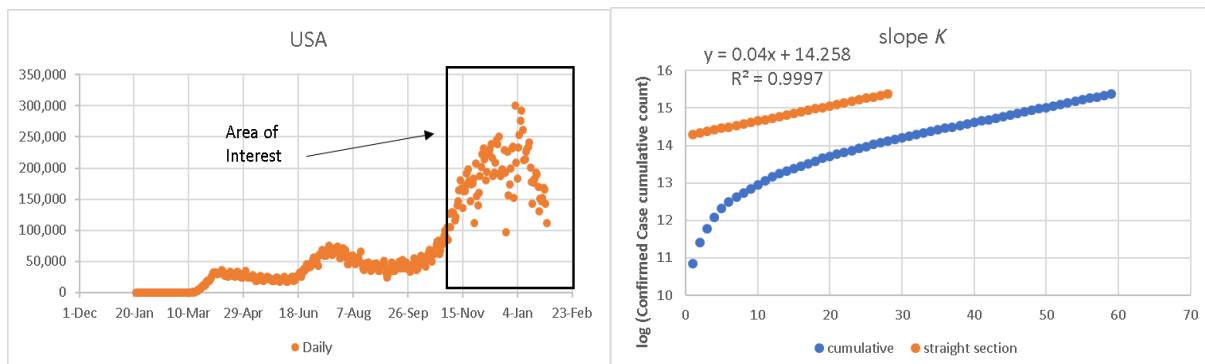 USA
350,000
300,000
250,000
200,000
150,000
100,000
50,000
0
Area of
Interest
1-Dec 20-Jan 10-Mar 29-Apr 18-Jun 7-Aug 26-Sep 15-Nov 4-Jan 23-Feb
Daily
slope K
y = 0.04x + 14.258
R² = 0.9997
log (Confirmed Case cumulative count)
16
15
14
13
12
11
10
0 10 20 30 40 50 60 70
cumulative straight section